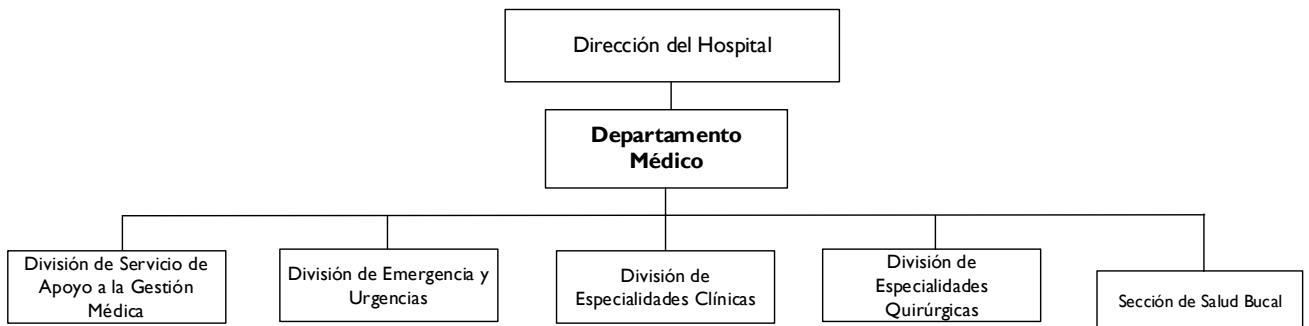 Dirección del Hospital
Departamento
Médico
División de Servicio de
Apoyo a la Gestión
Médica
División de Emergencia y
Urgencias
División de
Especialidades Clínicas
División de
Especialidades
Quirúrgicas
Sección de Salud Bucal